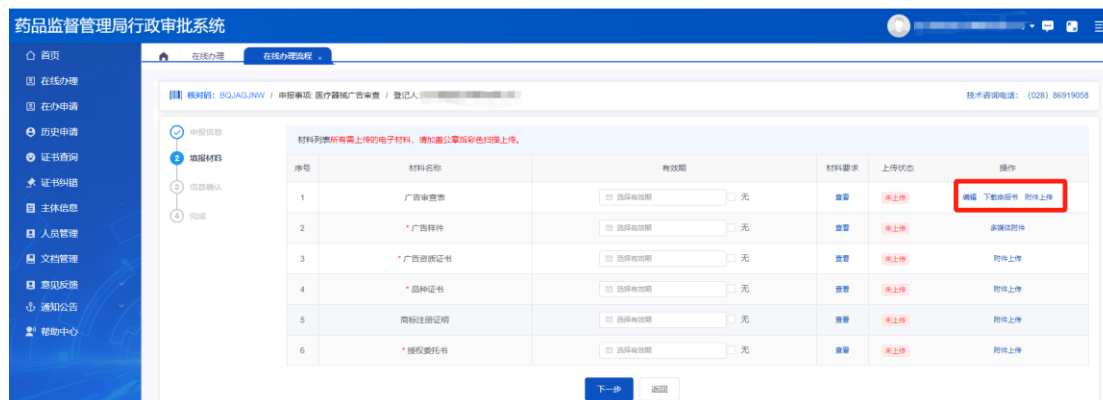 药品监督管理局行政审批系统
首页
在线办理
在办申请
历史申请
证书查询
证书纠错
主体信息
人员管理
文档管理
意见反馈
通知公告
帮助中心
在线办理 在线办理流程
核对码：BQJAGJNW / 申报事项 医疗器械广告审查 / 登记人: 技术咨询电话： (028) 86919058
申报信息
2 填报材料
3 信息确认
4 完成
材料列表所有需上传的电子材料，请加盖公章后彩色扫描上传。
序号 材料名称 有效期 材料要求 上传状态 操作
1 广告审查表 选择有效期 无 查看 未上传 编辑 下载申报书 附件上传
2 * 广告样件 选择有效期 无 查看 未上传 多媒体附件
3 * 广告资质证书 选择有效期 无 查看 未上传 附件上传
4 * 品种证书 选择有效期 无 查看 未上传 附件上传
5 商标注册证明 选择有效期 无 查看 未上传 附件上传
6 * 授权委托书 选择有效期 无 查看 未上传 附件上传
下一步 返回